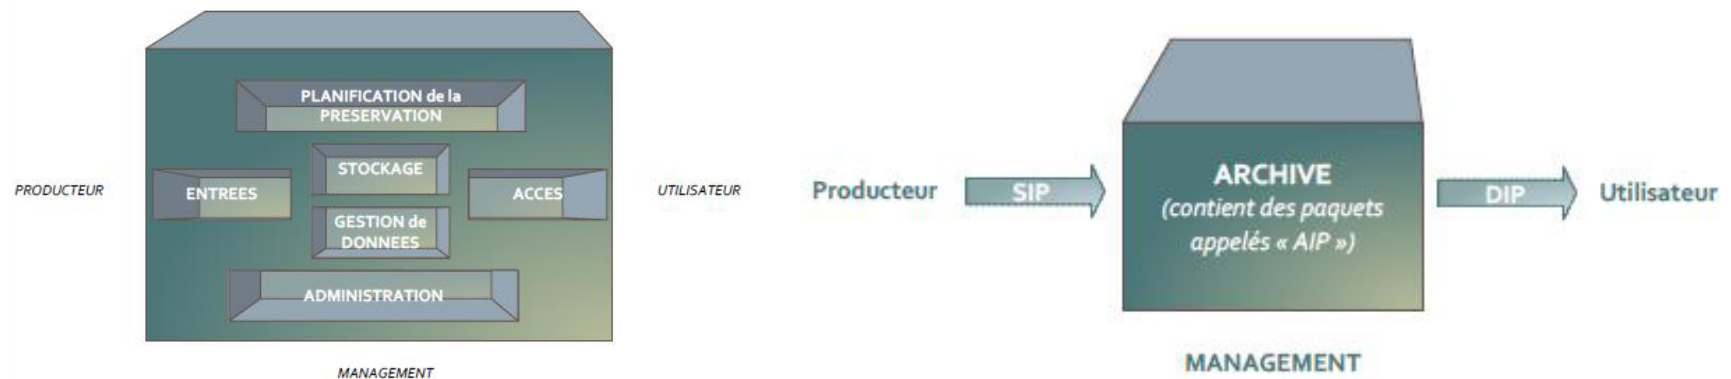 PLANIFICATION de la
PRESERVATION
STOCKAGE
PRODUCTEUR
ENTREES
ACCES
UTILISATEUR
GESTION de
DONNEES
ADMINISTRATION
MANAGEMENT
Producteur
SIP
ARCHIVE
(contient des paquets
appelés « AIP »)
DIP
Utilisateur
MANAGEMENT